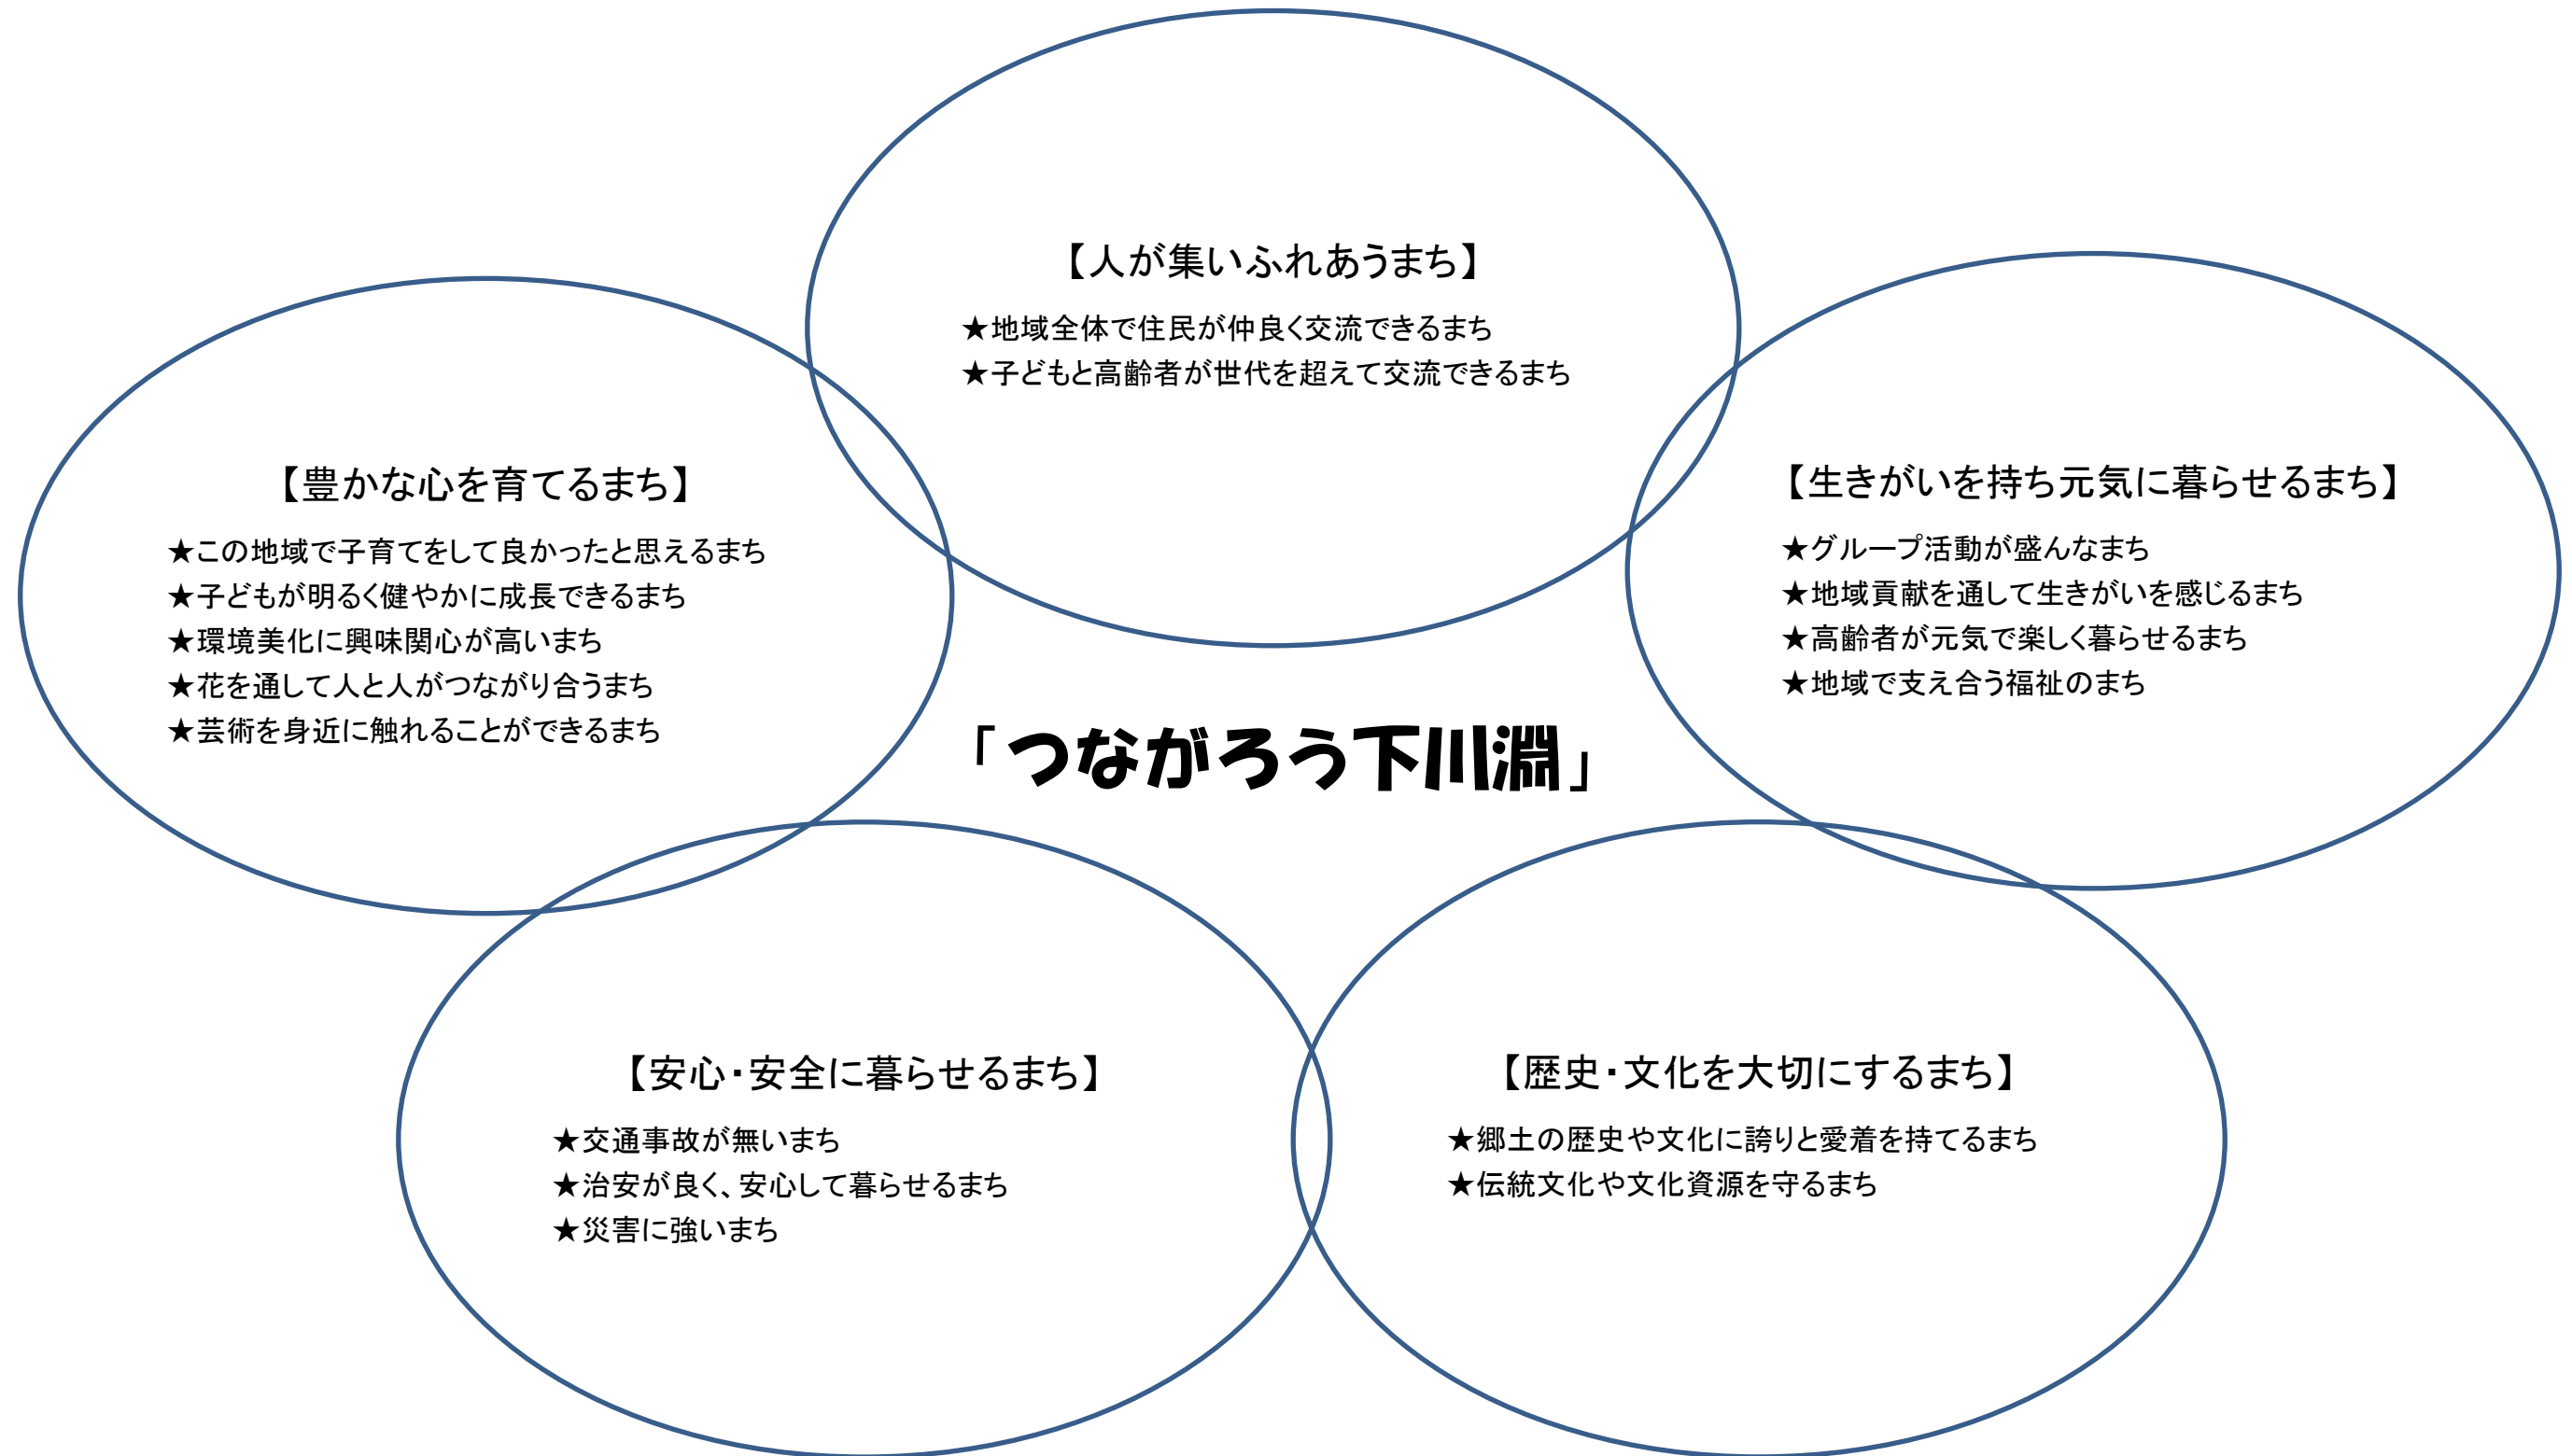 【人が集いふれあうまち】
★地域全体で住民が仲良く交流できるまち
★子どもと高齢者が世代を超えて交流できるまち
【豊かな心を育てるまち】
★この地域で子育てをして良かったと思えるまち
★子どもが明るく健やかに成長できるまち
★環境美化に興味関心が高いまち
★花を通して人と人がつながり合うまち
★芸術を身近に触れることができるまち
【生きがいを持ち元気に暮らせるまち】
★グループ活動が盛んなまち
★地域貢献を通して生きがいを感じるまち
★高齢者が元気で楽しく暮らせるまち
★地域で支え合う福祉のまち
「つながろう下川淵」
【安心・安全に暮らせるまち】
★交通事故が無いまち
★治安が良く、安心して暮らせるまち
★災害に強いまち
【歴史・文化を大切にするまち】
★郷土の歴史や文化に誇りと愛着を持てるまち
★伝統文化や文化資源を守るまち